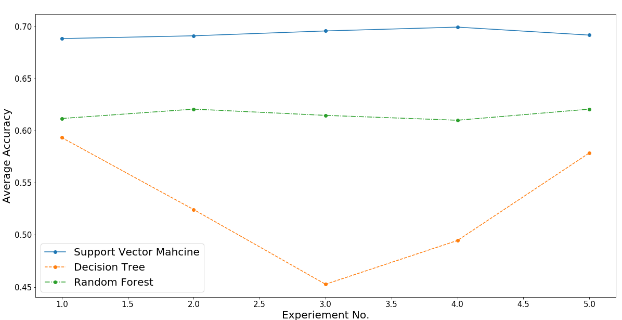 0.70
0.65
0.60
0.55
0.50
0.45
Average Accuracy
Support Vector Mahcine
Decision Tree
Random Forest
1.0 1.5 2.0 2.5 3.0 3.5 4.0 4.5 5.0
Experiement No.